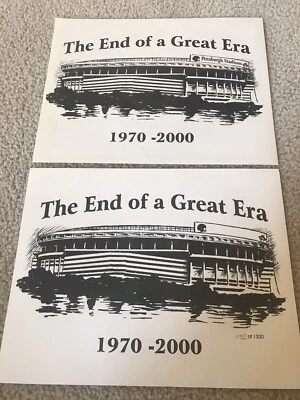 The End of a Great Era
Pittsburgh Stadium
1970 -2000
The End of a Great Era
1970 -2000
of 1200